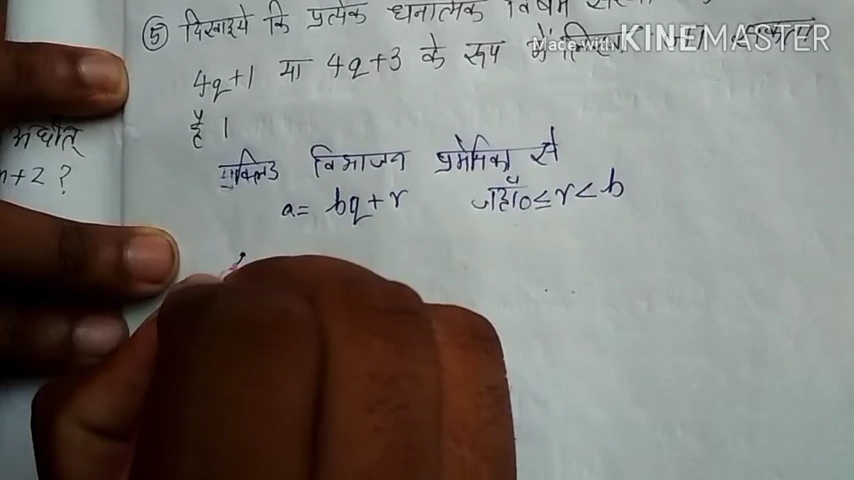 ⑤ दिखाइये कि प्रत्येक धनात्मक विषम
4q+1 या 4q+3 के रूप में
है ।
युक्लिड विभाजन प्रमेमिका से
a = bq+r जहाँ 0 ≤ r < b
अर्थात्
+2 ?
Made with KINEMASTER